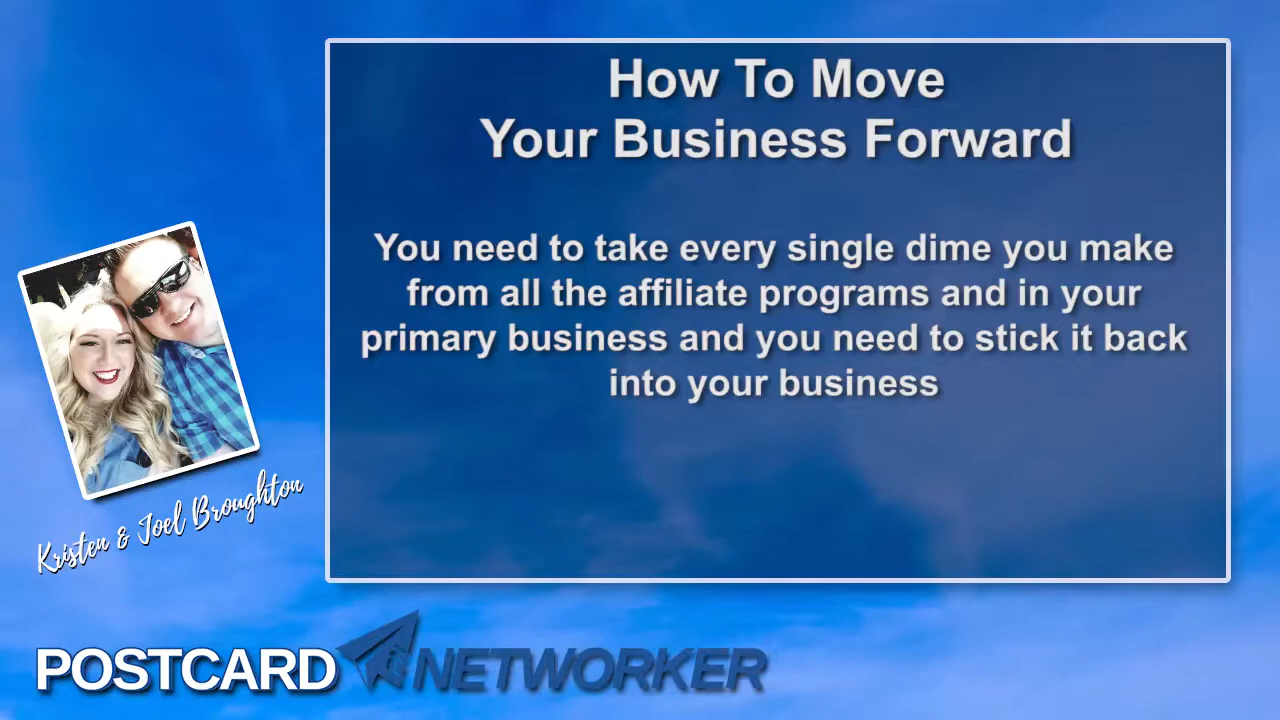 How To Move
Your Business Forward
You need to take every single dime you make
from all the affiliate programs and in your
primary business and you need to stick it back
into your business
Kristen & Joel Broughton
POSTCARD NETWORKER